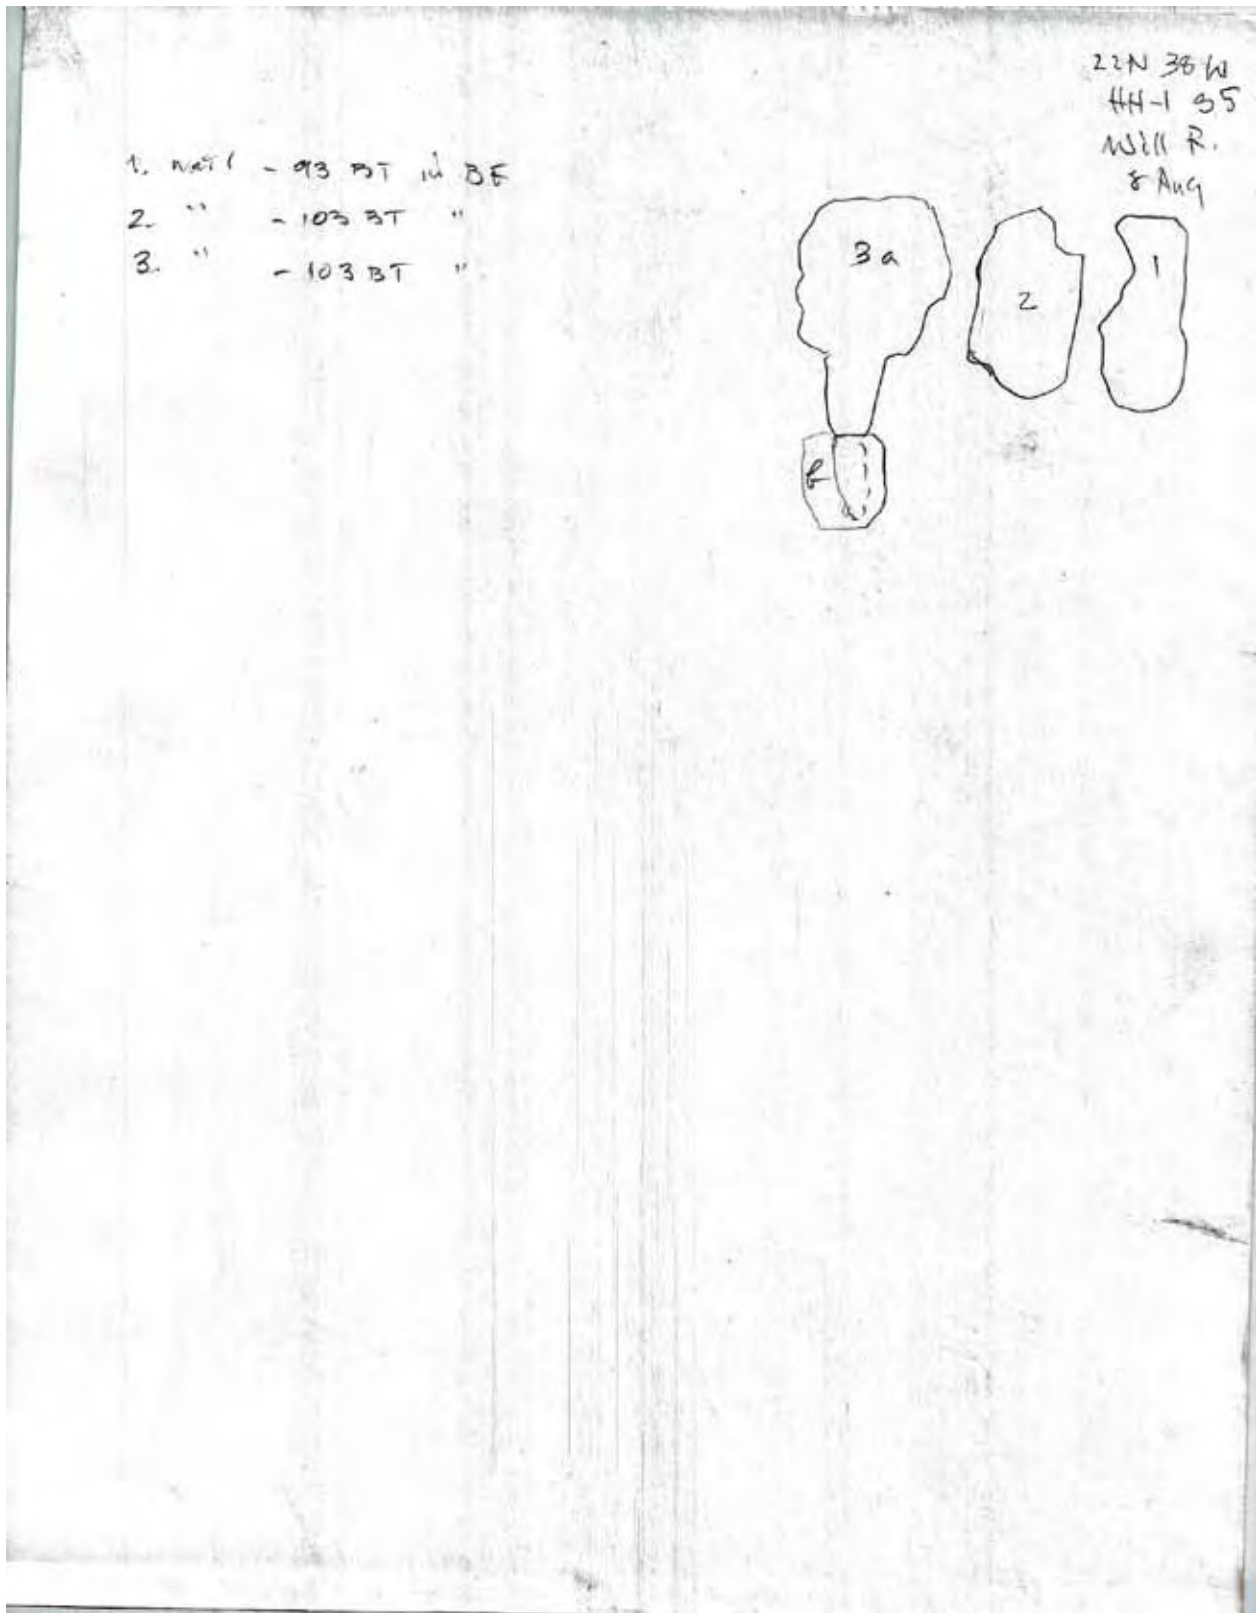 22N 38W
HH-1 95
Will R.
8 Aug
1. - 93 BT in BE
2. " - 103 BT "
3. " - 103 BT "
3a
2
1
b